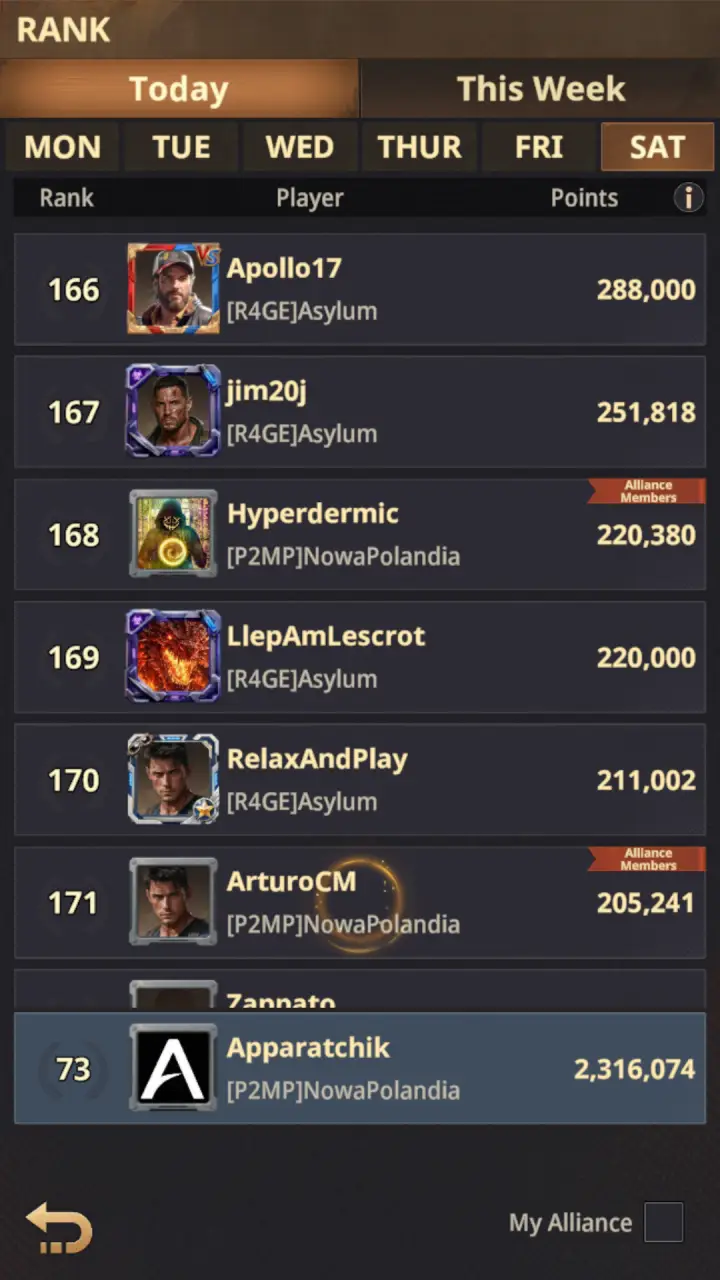 RANK
Today
This Week
MON TUE WED THUR FRI SAT
Rank Player Points i
166 Apollo17 288,000
[R4GE]Asylum
167 jim20j 251,818
[R4GE]Asylum
Alliance Members
168 Hyperdermic 220,380
[P2MP]NowaPolandia
169 LlepAmLescrot 220,000
[R4GE]Asylum
170 RelaxAndPlay 211,002
[R4GE]Asylum
Alliance Members
171 ArturoCM 205,241
[P2MP]NowaPolandia
Zappato
73 Apparatchik 2,316,074
[P2MP]NowaPolandia
My Alliance